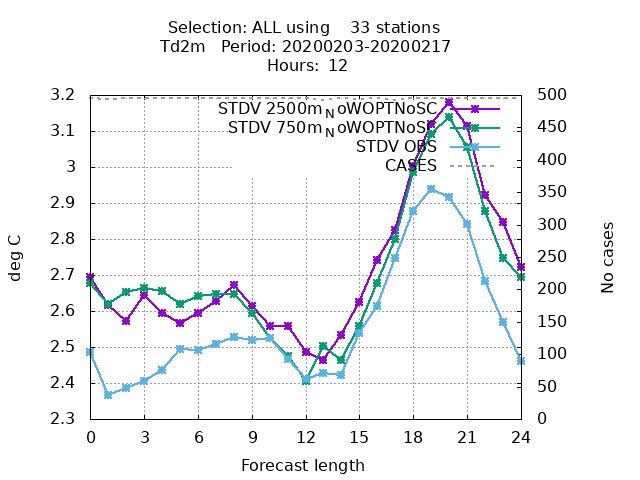 Selection: ALL using    33 stations
Td2m   Period: 20200203-20200217
Hours:  12
STDV 2500m_NoWOPTNoSC
STDV 750m_NoWOPTNoS
STDV OBS
CASES
deg C
No cases
3.2
3.1
3
2.9
2.8
2.7
2.6
2.5
2.4
2.3
500
450
400
350
300
250
200
150
100
50
0
0 3 6 9 12 15 18 21 24
Forecast length